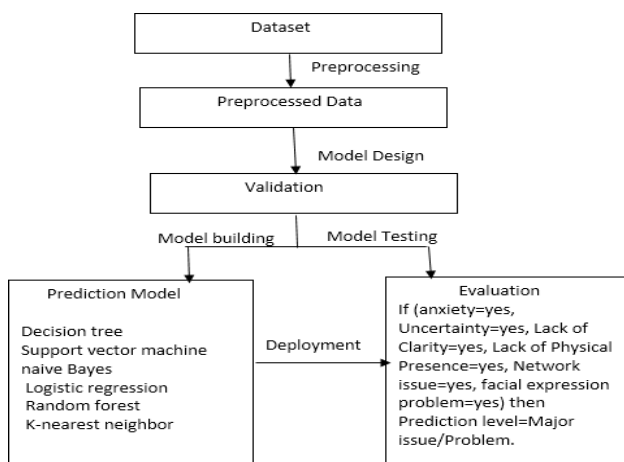 Dataset
Preprocessing
Preprocessed Data
Model Design
Validation
Model building
Model Testing
Prediction Model
Decision tree
Support vector machine
naive Bayes
Logistic regression
Random forest
K-nearest neighbor
Deployment
Evaluation
If (anxiety=yes,
Uncertainty=yes, Lack of
Clarity=yes, Lack of Physical
Presence=yes, Network
issue=yes, facial expression
problem=yes) then
Prediction level=Major
issue/Problem.